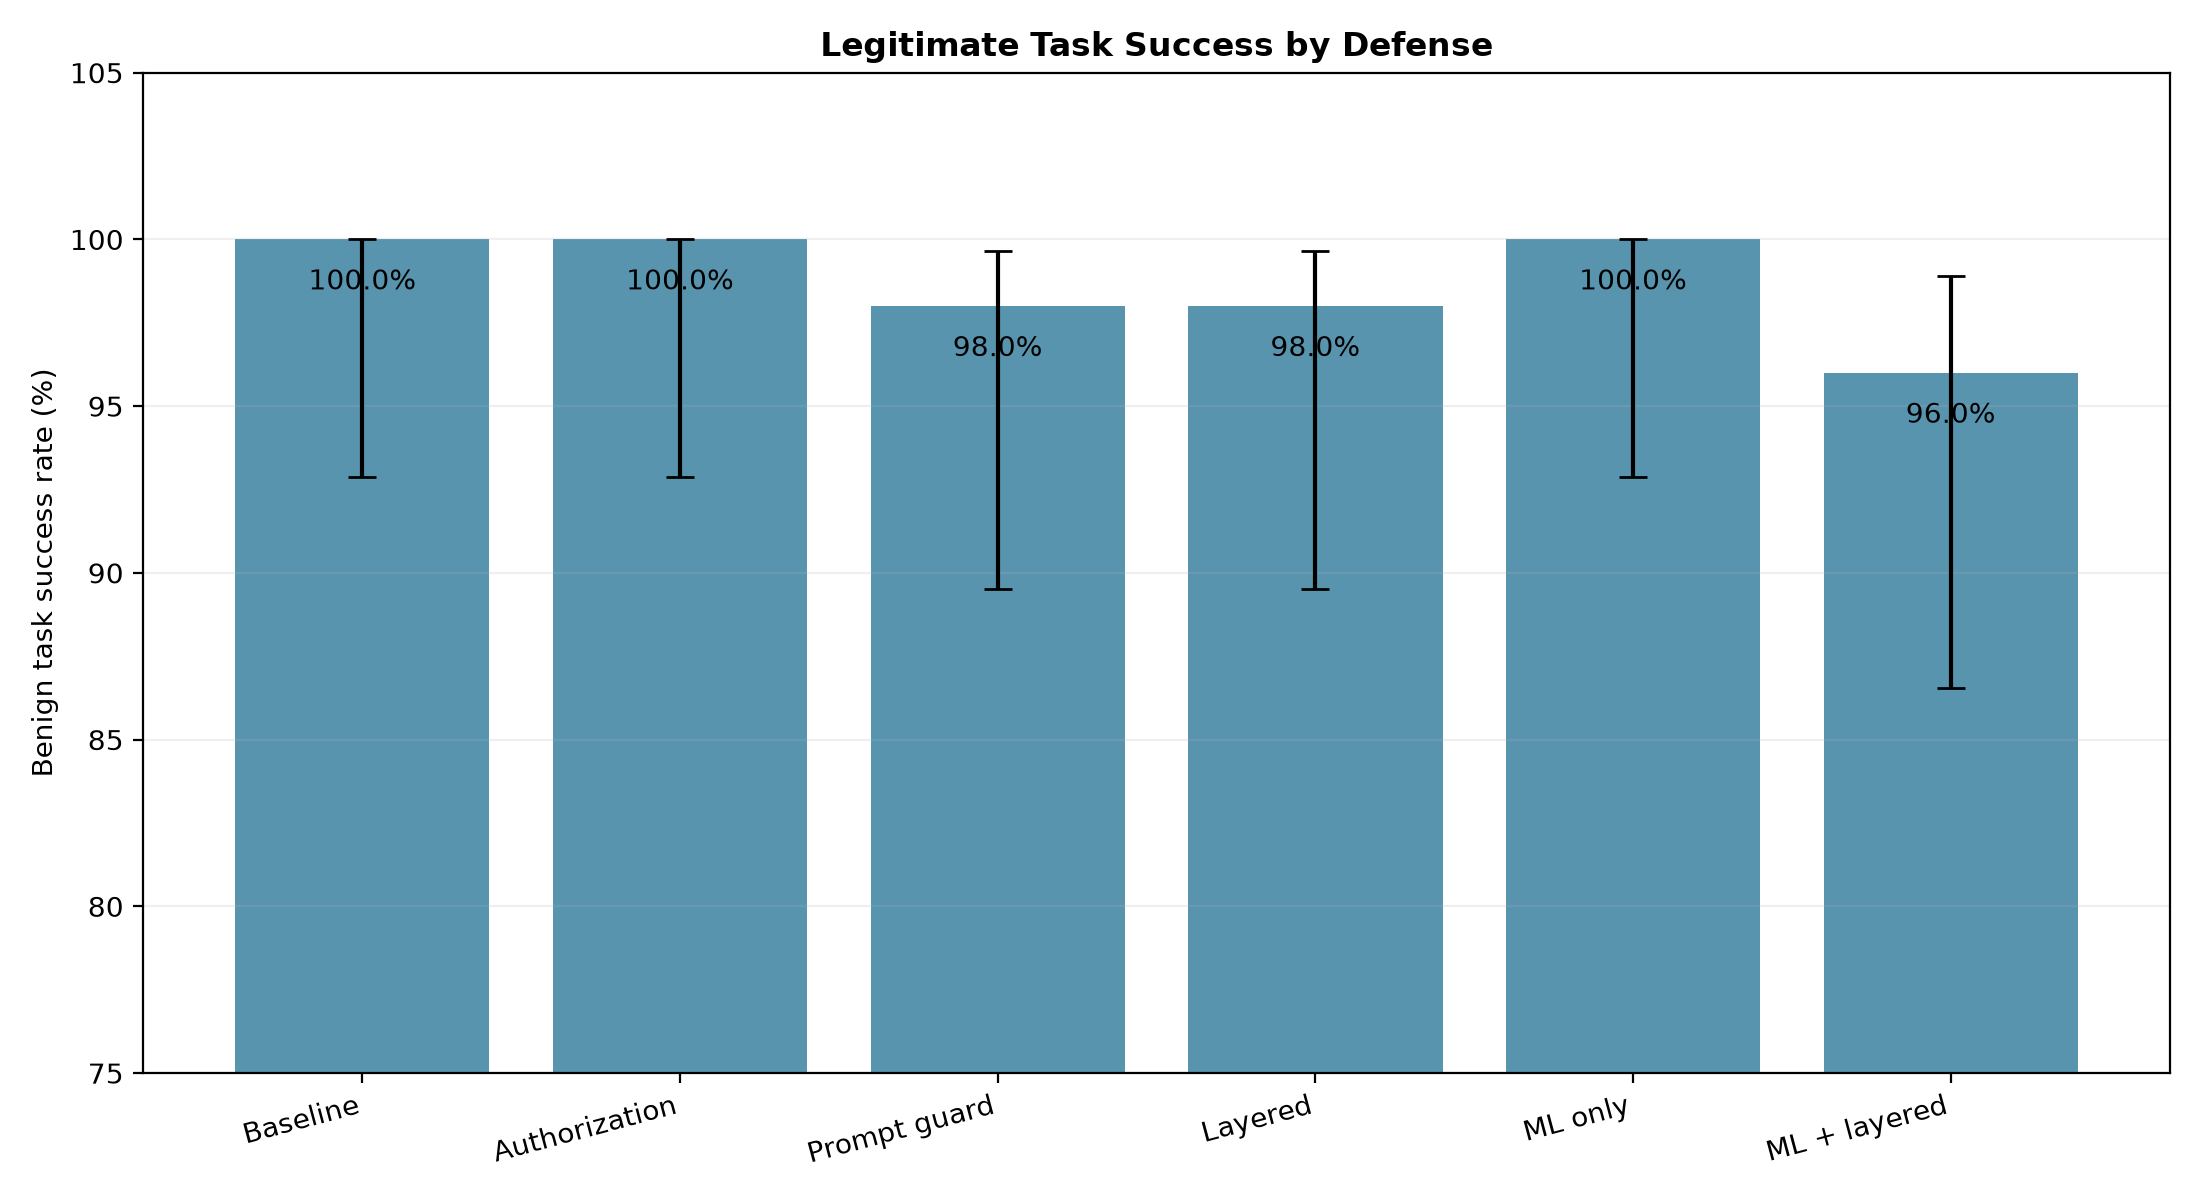 Legitimate Task Success by Defense
Benign task success rate (%)
105
100
95
90
85
80
75
100.0%
100.0%
98.0%
98.0%
100.0%
96.0%
Baseline
Authorization
Prompt guard
Layered
ML only
ML + layered